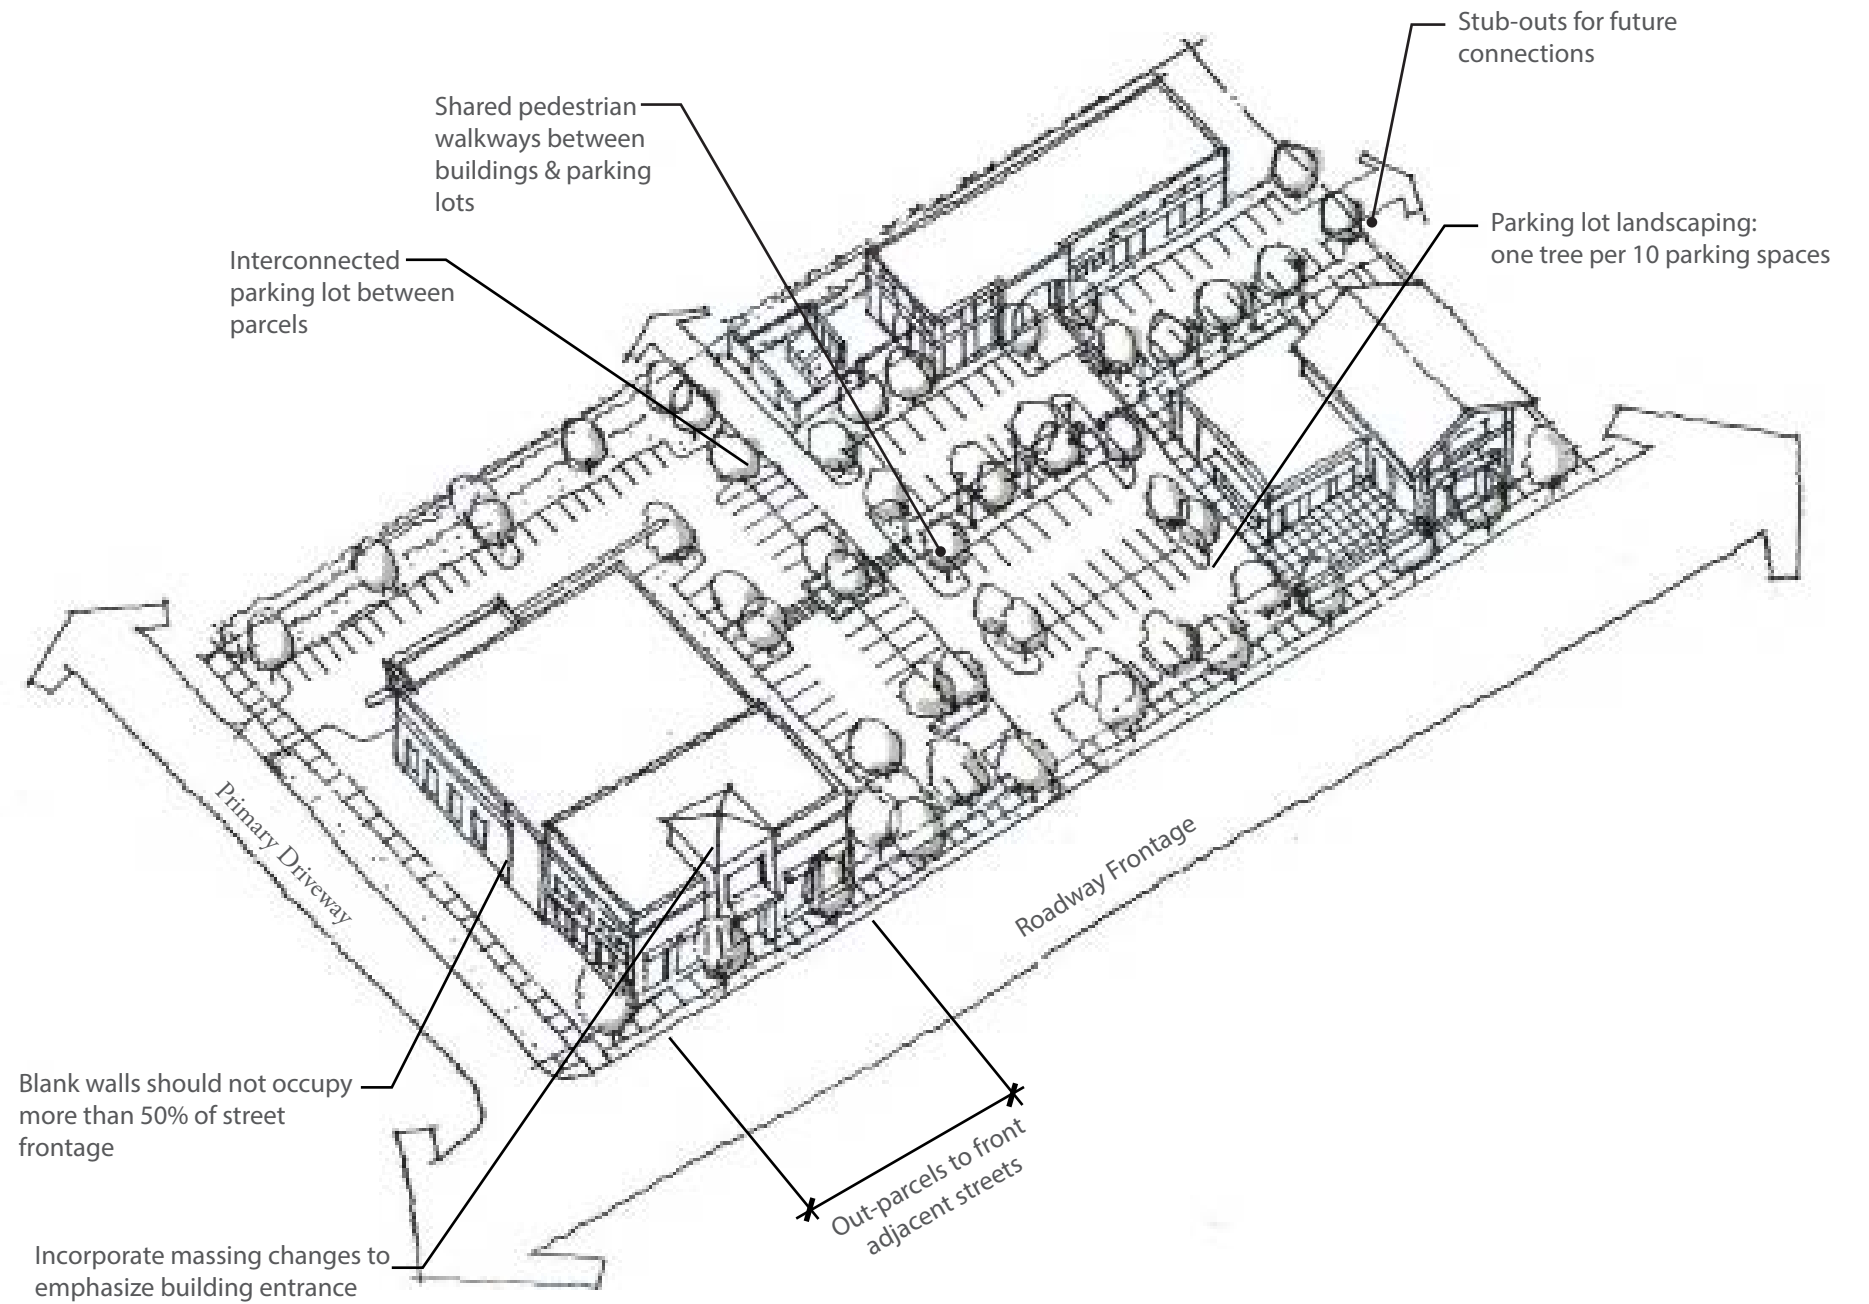 Stub-outs for future
connections
Shared pedestrian
walkways between
buildings & parking
lots
Parking lot landscaping:
one tree per 10 parking spaces
Interconnected
parking lot between
parcels
Primary Driveway
Roadway Frontage
Blank walls should not occupy
more than 50% of street
frontage
Out-parcels to front
adjacent streets
Incorporate massing changes to
emphasize building entrance